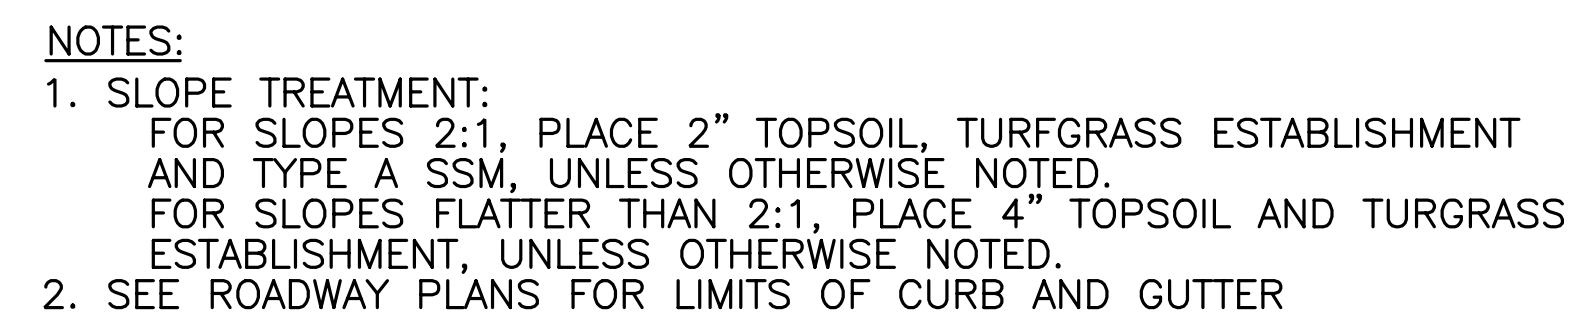 NOTES:
1. SLOPE TREATMENT:
FOR SLOPES 2:1, PLACE 2” TOPSOIL, TURFGRASS ESTABLISHMENT
AND TYPE A SSM, UNLESS OTHERWISE NOTED.
FOR SLOPES FLATTER THAN 2:1, PLACE 4” TOPSOIL AND TURGRASS
ESTABLISHMENT, UNLESS OTHERWISE NOTED.
2. SEE ROADWAY PLANS FOR LIMITS OF CURB AND GUTTER